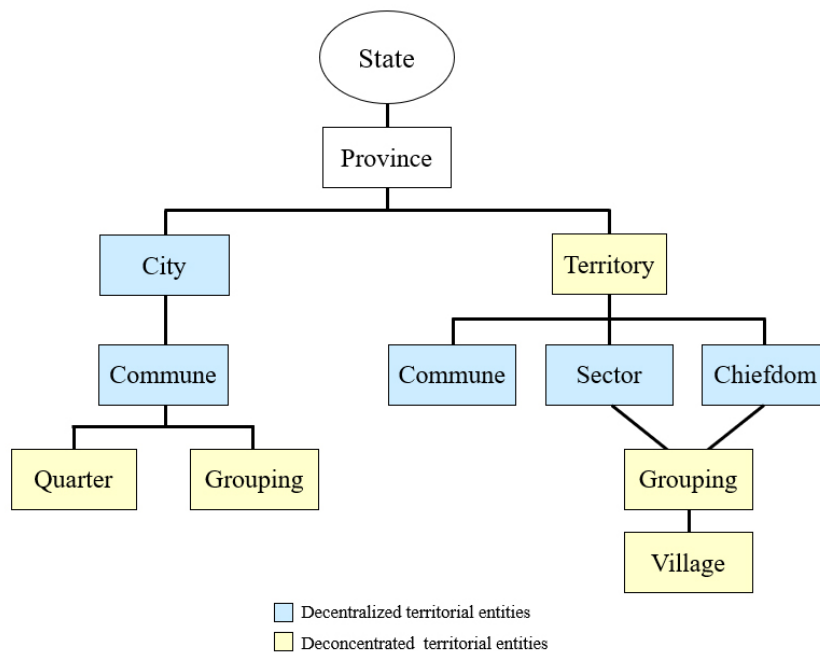 State
Province
City
Territory
Commune
Commune
Sector
Chiefdom
Quarter
Grouping
Grouping
Village
Decentralized territorial entities
Deconcentrated territorial entities